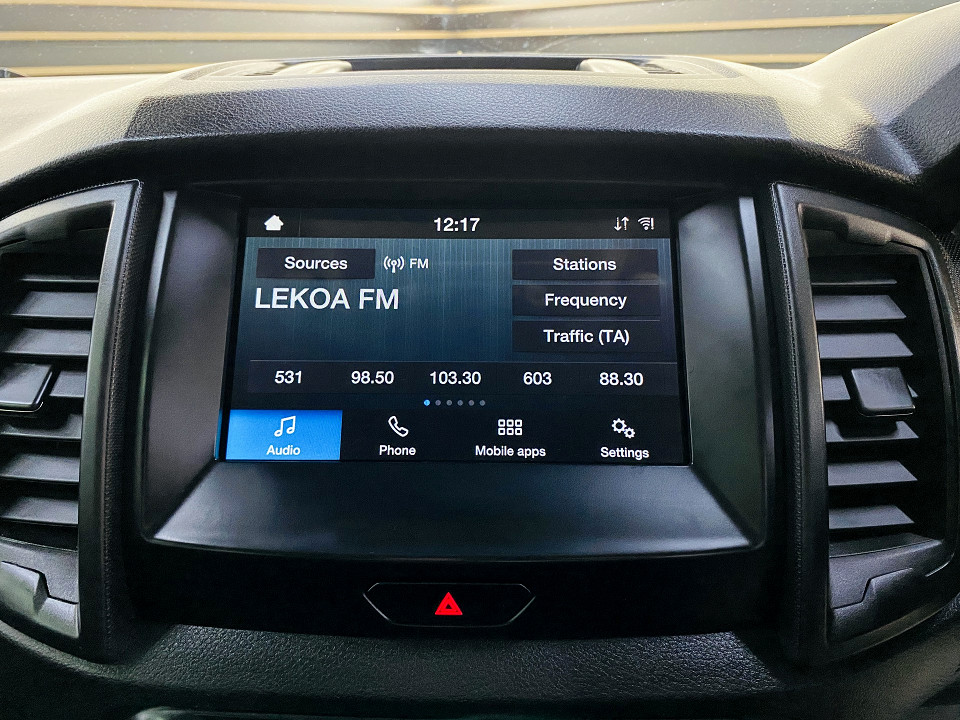 12:17
Sources
FM
Stations
LEKOA FM
Frequency
Traffic (TA)
531 98.50 103.30 603 88.30
Audio Phone Mobile apps Settings